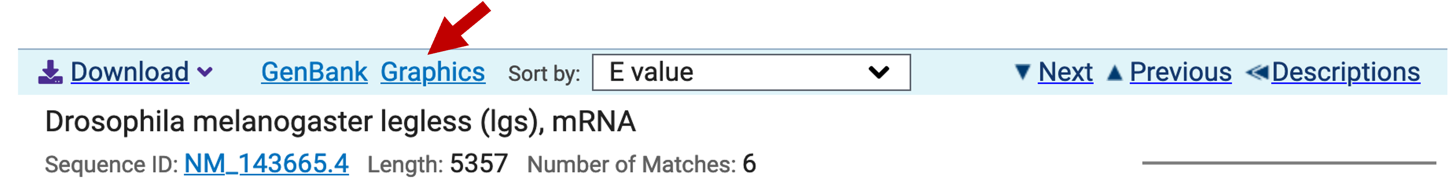 Download GenBank Graphics Sort by: E value Next Previous Descriptions
Drosophila melanogaster legless (lgs), mRNA
Sequence ID: NM_143665.4 Length: 5357 Number of Matches: 6